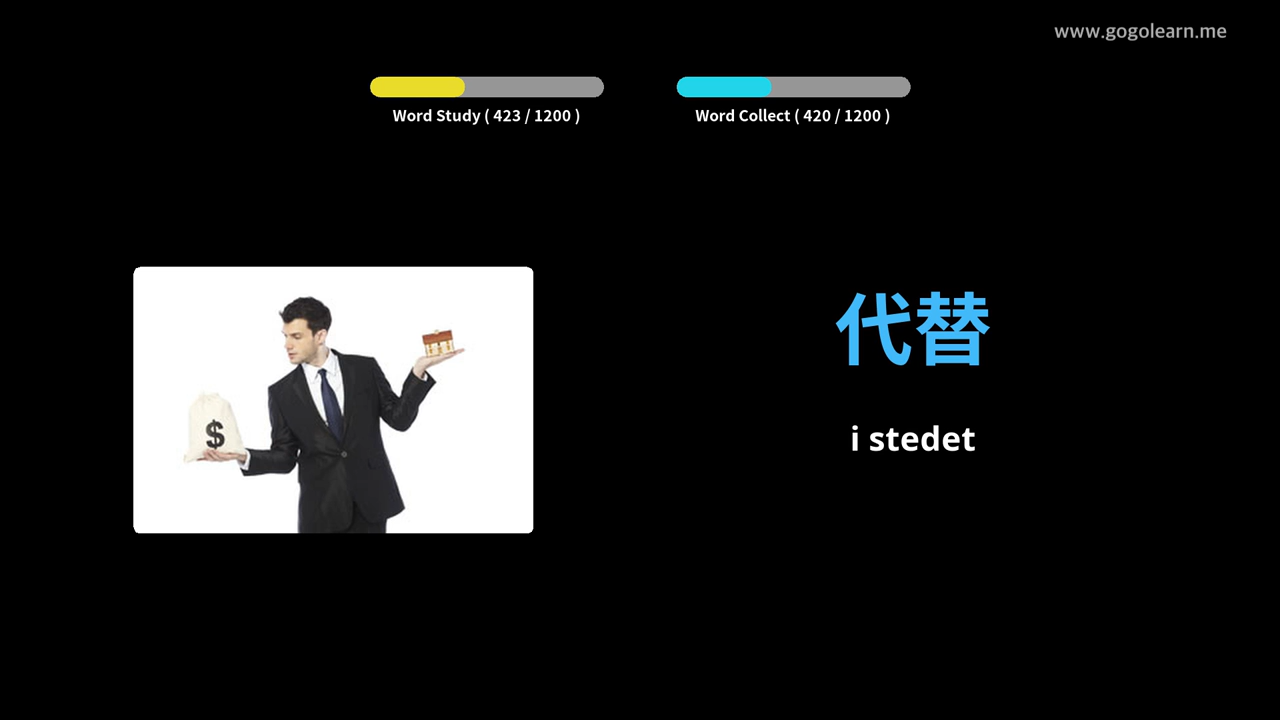 www.gogolearn.me
Word Study ( 423 / 1200 )
Word Collect ( 420 / 1200 )
代替
i stedet
$